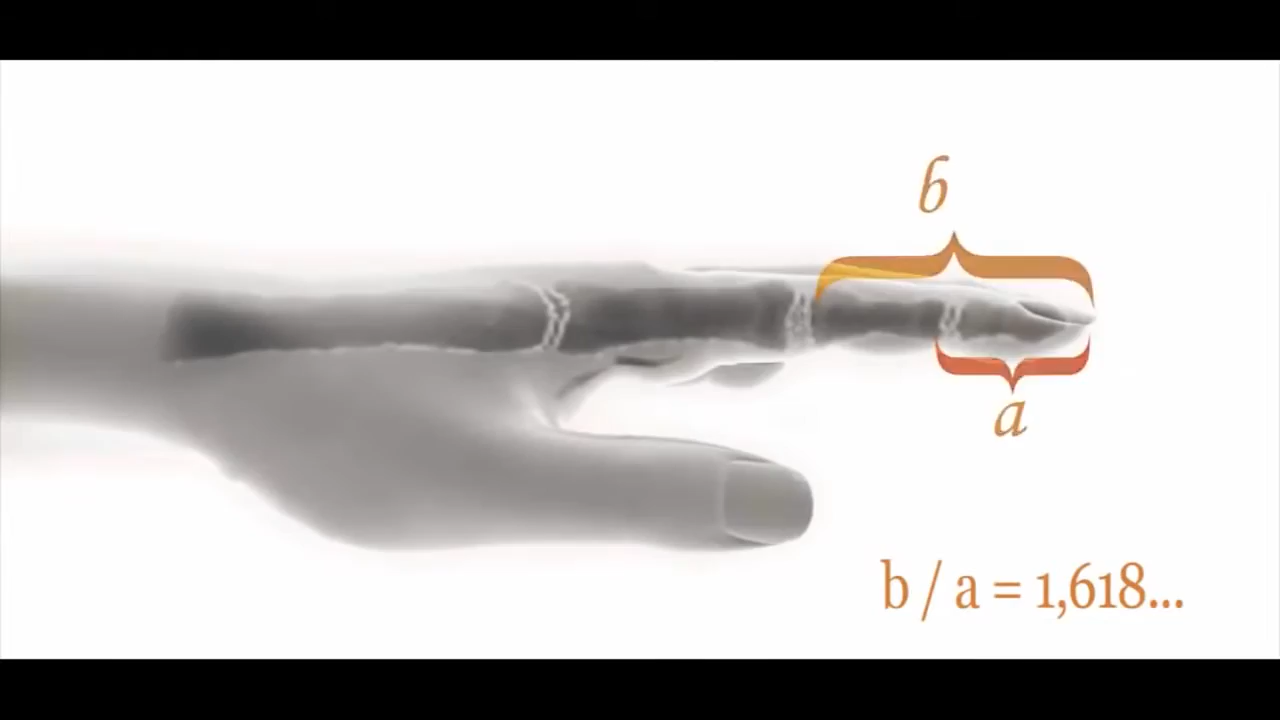 b
a
b / a = 1,618...